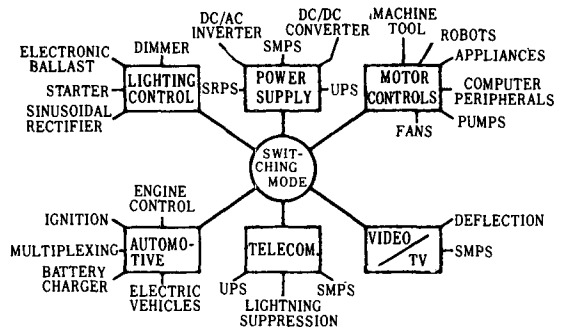 DC/AC
INVERTER
DC/DC
CONVERTER
MACHINE
TOOL
ROBOTS
ELECTRONIC
BALLAST
DIMMER
SMPS
APPLIANCES
STARTER
LIGHTING
CONTROL
SRPS
POWER
SUPPLY
UPS
MOTOR
CONTROLS
COMPUTER
PERIPHERALS
SINUSOIDAL
RECTIFIER
FANS
PUMPS
SWIT-
CHING
MODE
ENGINE
CONTROL
IGNITION
DEFLECTION
MULTIPLEXING
AUTOMO-
TIVE
TELECOM.
VIDEO
TV
SMPS
BATTERY
CHARGER
ELECTRIC
VEHICLES
UPS
SMPS
LIGHTNING
SUPPRESSION